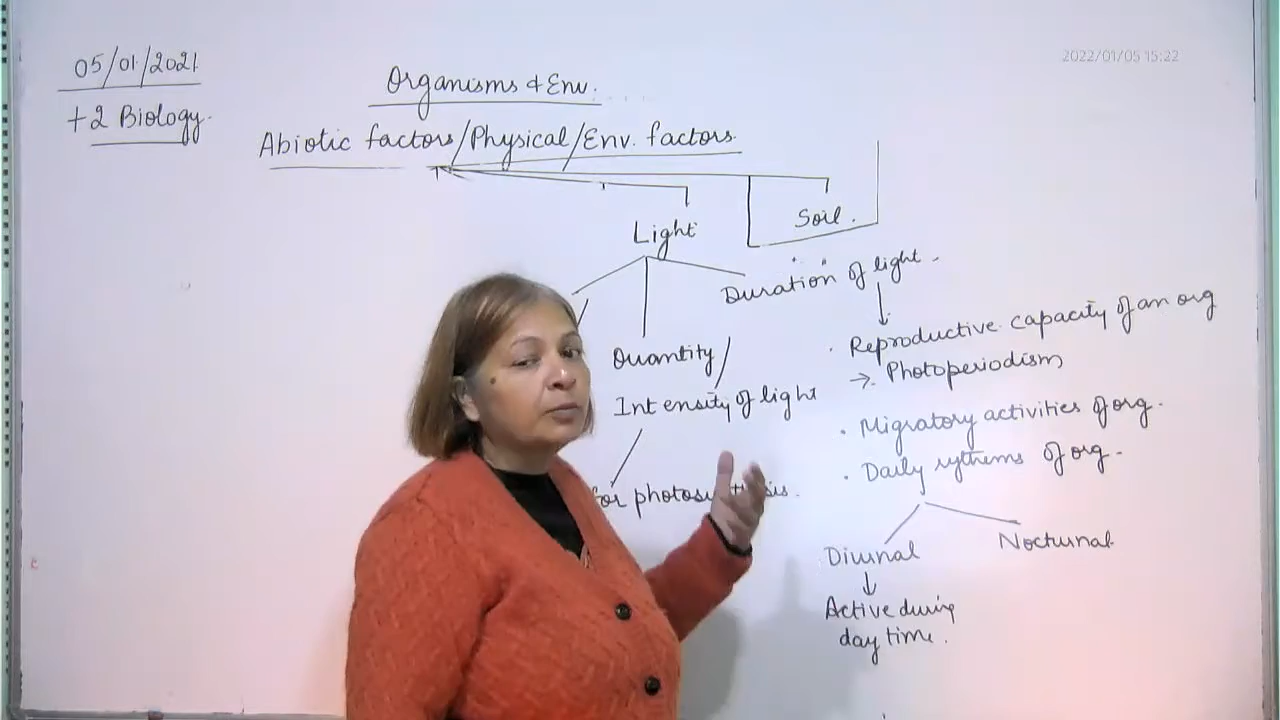 05/01/2021
+2 Biology.
2022/01/05 15:22
Organisms & Env.
Abiotic factors/Physical/Env. factors.
Light
Soil.
Duration of light.
Quantity/
Intensity of light
for photosis.
. Reproductive capacity of an org
→ Photoperiodism
. Migratory activities of org.
. Daily rythems of org.
Diurnal
Nocturnal
Active during
day time.